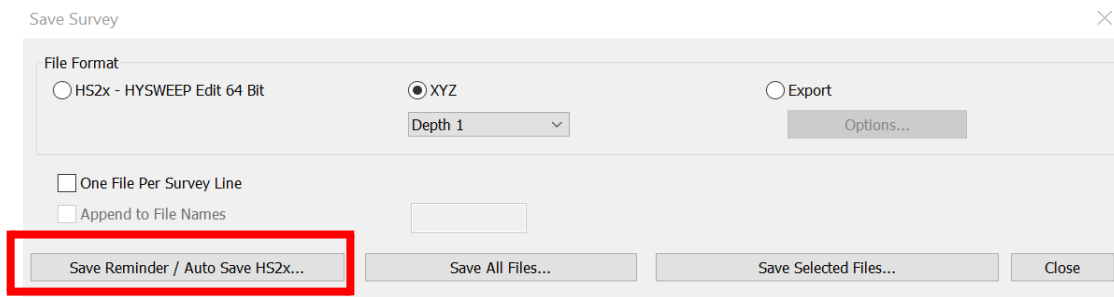 Save Survey
File Format
HS2x - HYSWEEP Edit 64 Bit
XYZ
Export
Depth 1
Options...
One File Per Survey Line
Append to File Names
Save Reminder / Auto Save HS2x...
Save All Files...
Save Selected Files...
Close